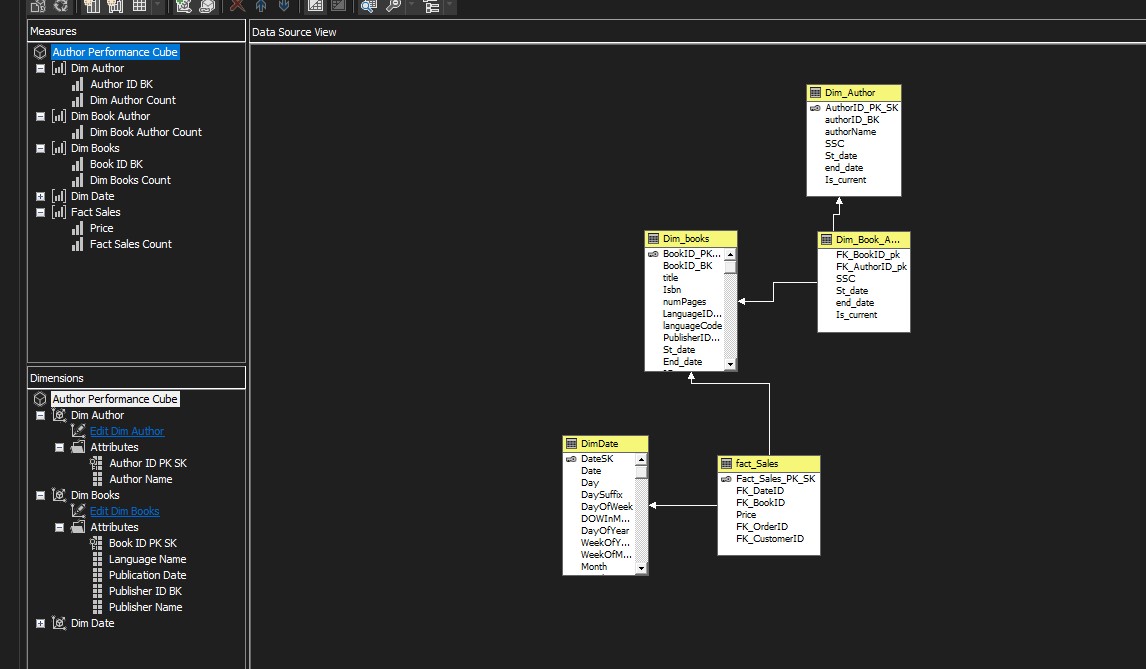 Measures
Author Performance Cube
Dim Author
Author ID BK
Dim Author Count
Dim Book Author
Dim Book Author Count
Dim Books
Book ID BK
Dim Books Count
Dim Date
Fact Sales
Price
Fact Sales Count
Dimensions
Author Performance Cube
Dim Author
Edit Dim Author
Attributes
Author ID PK SK
Author Name
Dim Books
Edit Dim Books
Attributes
Book ID PK SK
Language Name
Publication Date
Publisher ID BK
Publisher Name
Dim Date
Data Source View
Dim_Author
AuthorID_PK_SK
authorID_BK
authorName
SSC
St_date
end_date
Is_current
Dim_books
BookID_PK...
BookID_BK
title
Isbn
numPages
LanguageID...
languageCode
PublisherID...
St_date
End_date
Dim_Book_A...
FK_BookID_pk
FK_AuthorID_pk
SSC
St_date
end_date
Is_current
DimDate
DateSK
Date
Day
DaySuffix
DayOfWeek
DOWInM...
DayOfYear
WeekOfY...
WeekOfM...
Month
fact_Sales
Fact_Sales_PK_SK
FK_DateID
FK_BookID
Price
FK_OrderID
FK_CustomerID